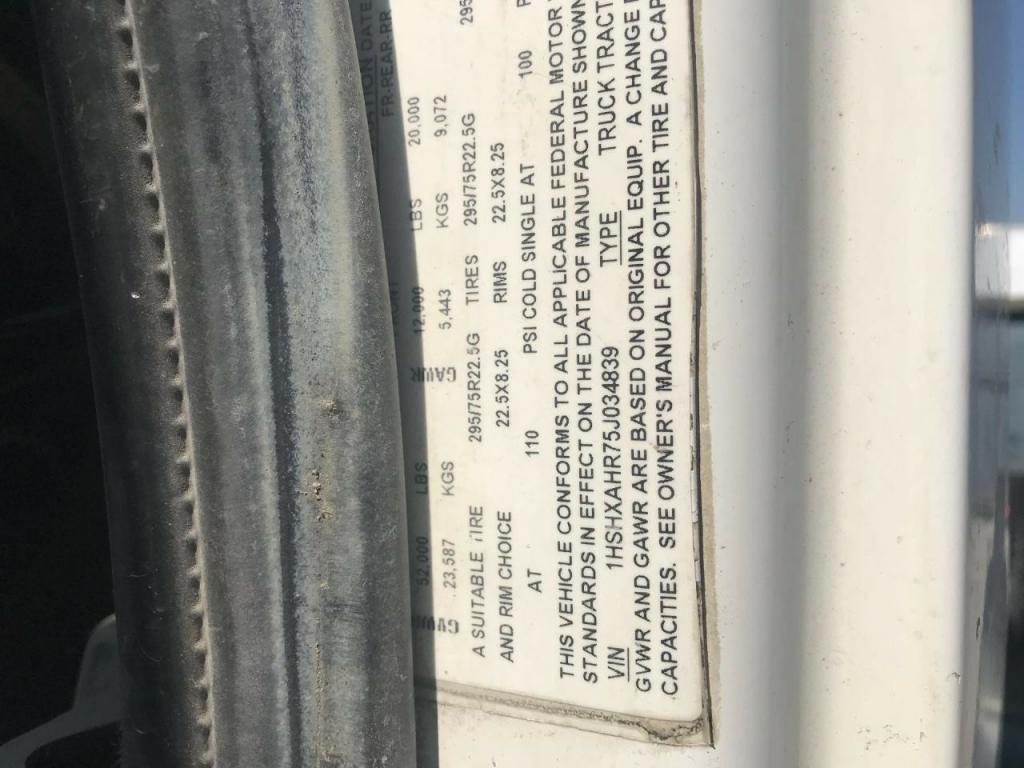 ATION DATE
FR-REAR-RR
GVWR 52,000 LBS GAWR 12,000 LBS 20,000
23,587 KGS 5,443 KGS 9,072
A SUITABLE TIRE 295/75R22.5G TIRES 295/75R22.5G 295
AND RIM CHOICE 22.5X8.25 RIMS 22.5X8.25
AT 110 PSI COLD SINGLE AT 100 P
THIS VEHICLE CONFORMS TO ALL APPLICABLE FEDERAL MOTOR
STANDARDS IN EFFECT ON THE DATE OF MANUFACTURE SHOWN
VIN 1HSHXAHR75J034839 TYPE TRUCK TRACT
GVWR AND GAWR ARE BASED ON ORIGINAL EQUIP. A CHANGE
CAPACITIES. SEE OWNER'S MANUAL FOR OTHER TIRE AND CAP